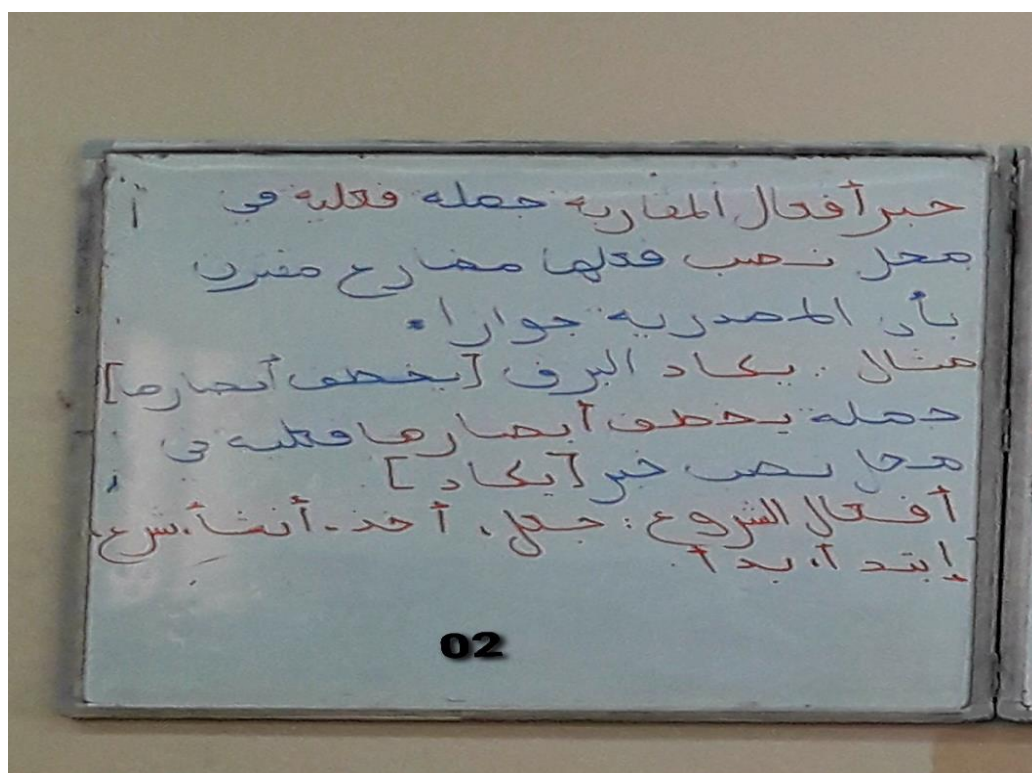 خبر أفعال المقاربة جملة فعلية في
محل نصب فعلها مضارع مقترن
بأن المصدرية جوازا.
مثال : يكاد البرق [يخطف أبصارهم]
جملة يخطف أبصارها فعلية في
محل نصب خبر [يكاد]
أفعال الشروع : جعل، أخذ، أنشأ، شرع،
إبتدأ، بدأ
02